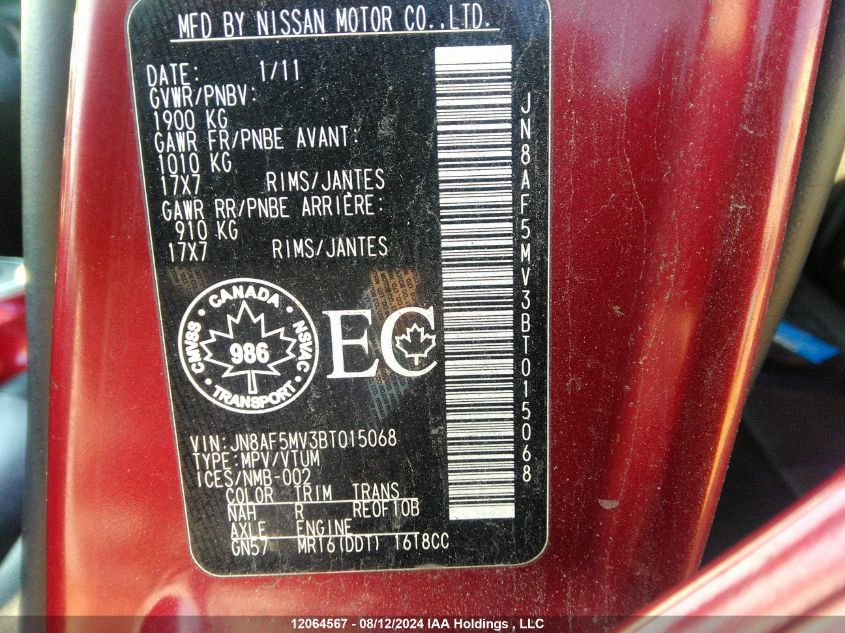 MFD BY NISSAN MOTOR CO.,LTD.
DATE: 1/11
GVWR/PNBV:
1900 KG
GAWR FR/PNBE AVANT:
1010 KG
17X7 RIMS/JANTES
GAWR RR/PNBE ARRIÈRE:
910 KG
17X7 RIMS/JANTES
CANADA
CMVSS
NSVAC
986
TRANSPORT
EC
VIN:JN8AF5MV3BT015068
TYPE:MPV/VTUM
ICES/NMB-002
COLOR TRIM TRANS
NAH R RE0F10B
AXLE ENGINE
GN57 MR16(DDT) 1618CC
JN8AF5MV3BT015068
12064567 - 08/12/2024 IAA Holdings , LLC